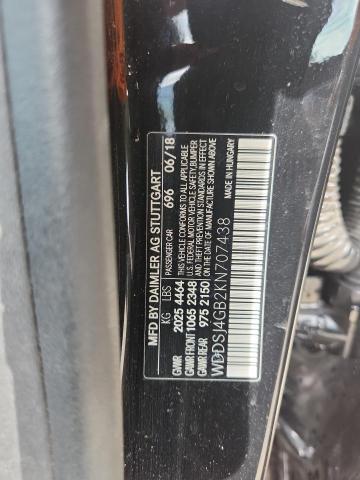 MFD BY DAIMLER AG STUTTGART
PASSENGER CAR 696 06/18
KG LBS
GVWR 2025 4464
GAWR FRONT 1065 2348
GAWR REAR 975 2150
THIS VEHICLE CONFORMS TO ALL APPLICABLE
U.S. FEDERAL MOTOR VEHICLE SAFETY, BUMPER
AND THEFT PREVENTION STANDARDS IN EFFECT
ON THE DATE OF MANUFACTURE SHOWN ABOVE
WDDSJ4GB2KN707438
MADE IN HUNGARY